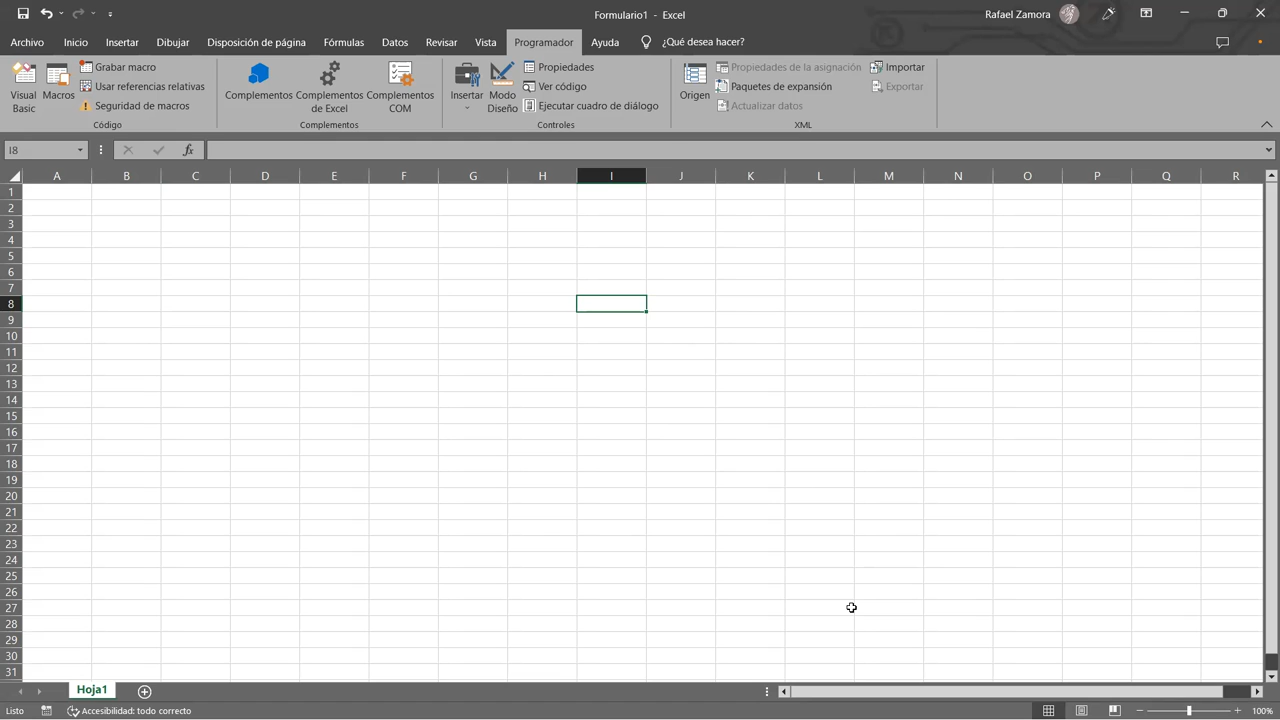 Formulario1 - Excel
Rafael Zamora
Archivo Inicio Insertar Dibujar Disposición de página Fórmulas Datos Revisar Vista Programador Ayuda ¿Qué desea hacer?
Visual Basic
Macros
Grabar macro
Usar referencias relativas
Seguridad de macros
Código
Complementos
Complementos de Excel
Complementos COM
Complementos
Insertar
Modo Diseño
Propiedades
Ver código
Ejecutar cuadro de diálogo
Controles
Origen
Propiedades de la asignación
Paquetes de expansión
Actualizar datos
Importar
Exportar
XML
I8
fx
A B C D E F G H I J K L M N O P Q R
1
2
3
4
5
6
7
8
9
10
11
12
13
14
15
16
17
18
19
20
21
22
23
24
25
26
27
28
29
30
31
Hoja1
Listo
Accesibilidad: todo correcto
100%